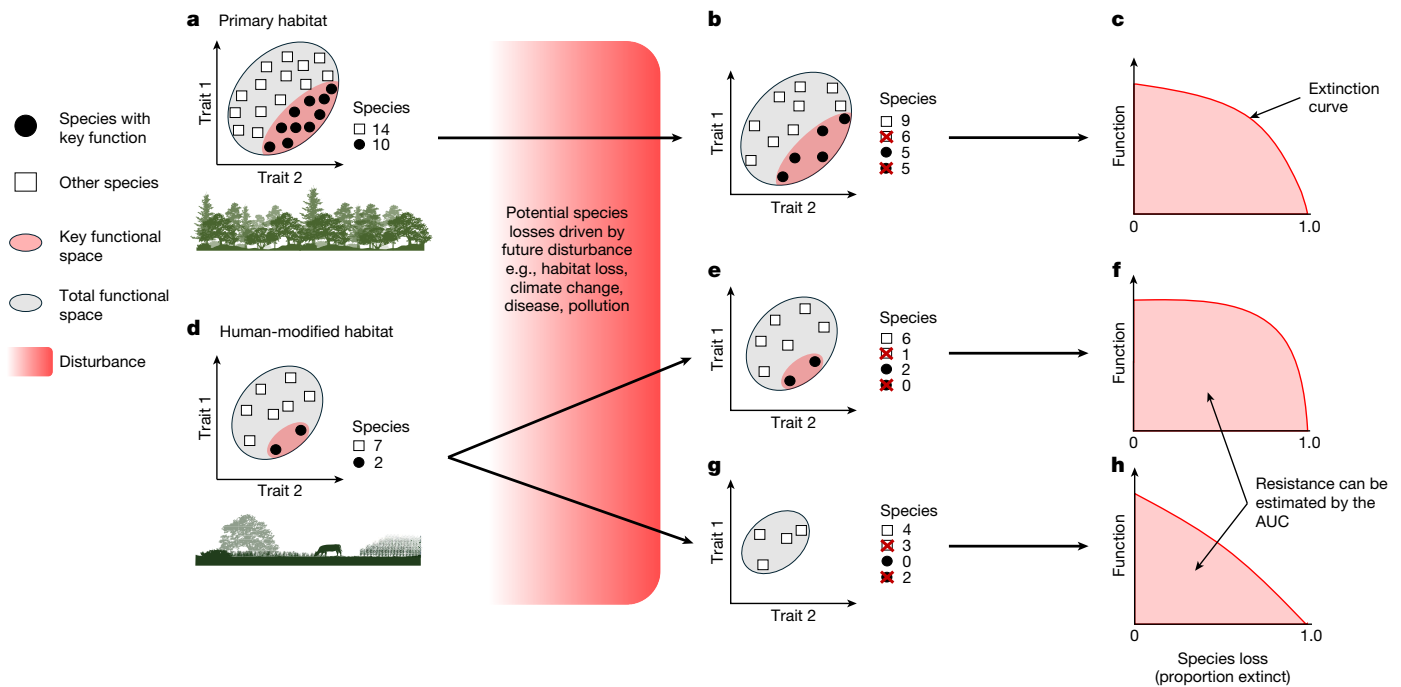 Species with
key function
Other species
Key functional
space
Total functional
space
Disturbance
a Primary habitat
Trait 1
Trait 2
Species
14
10
d Human-modified habitat
Trait 1
Trait 2
Species
7
2
Potential species
losses driven by
future disturbance
e.g., habitat loss,
climate change,
disease, pollution
b
Trait 1
Trait 2
Species
9
6
5
5
e
Trait 1
Trait 2
Species
6
1
2
0
g
Trait 1
Trait 2
Species
4
3
0
2
c
Function
Extinction
curve
0
1.0
f
Function
0
1.0
Resistance can be
estimated by the
AUC
h
Function
0
1.0
Species loss
(proportion extinct)